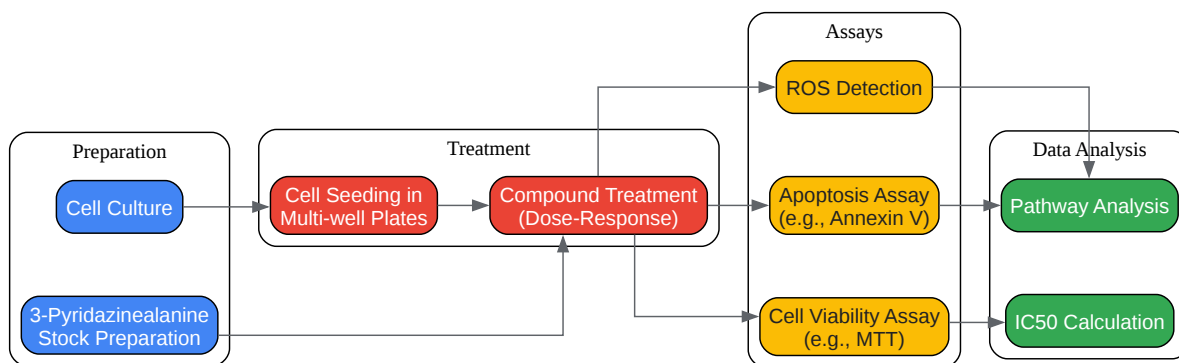 Preparation
Cell Culture
3-Pyridazinealanine
Stock Preparation
Treatment
Cell Seeding in
Multi-well Plates
Compound Treatment
(Dose-Response)
Assays
ROS Detection
Apoptosis Assay
(e.g., Annexin V)
Cell Viability Assay
(e.g., MTT)
Data Analysis
Pathway Analysis
IC50 Calculation